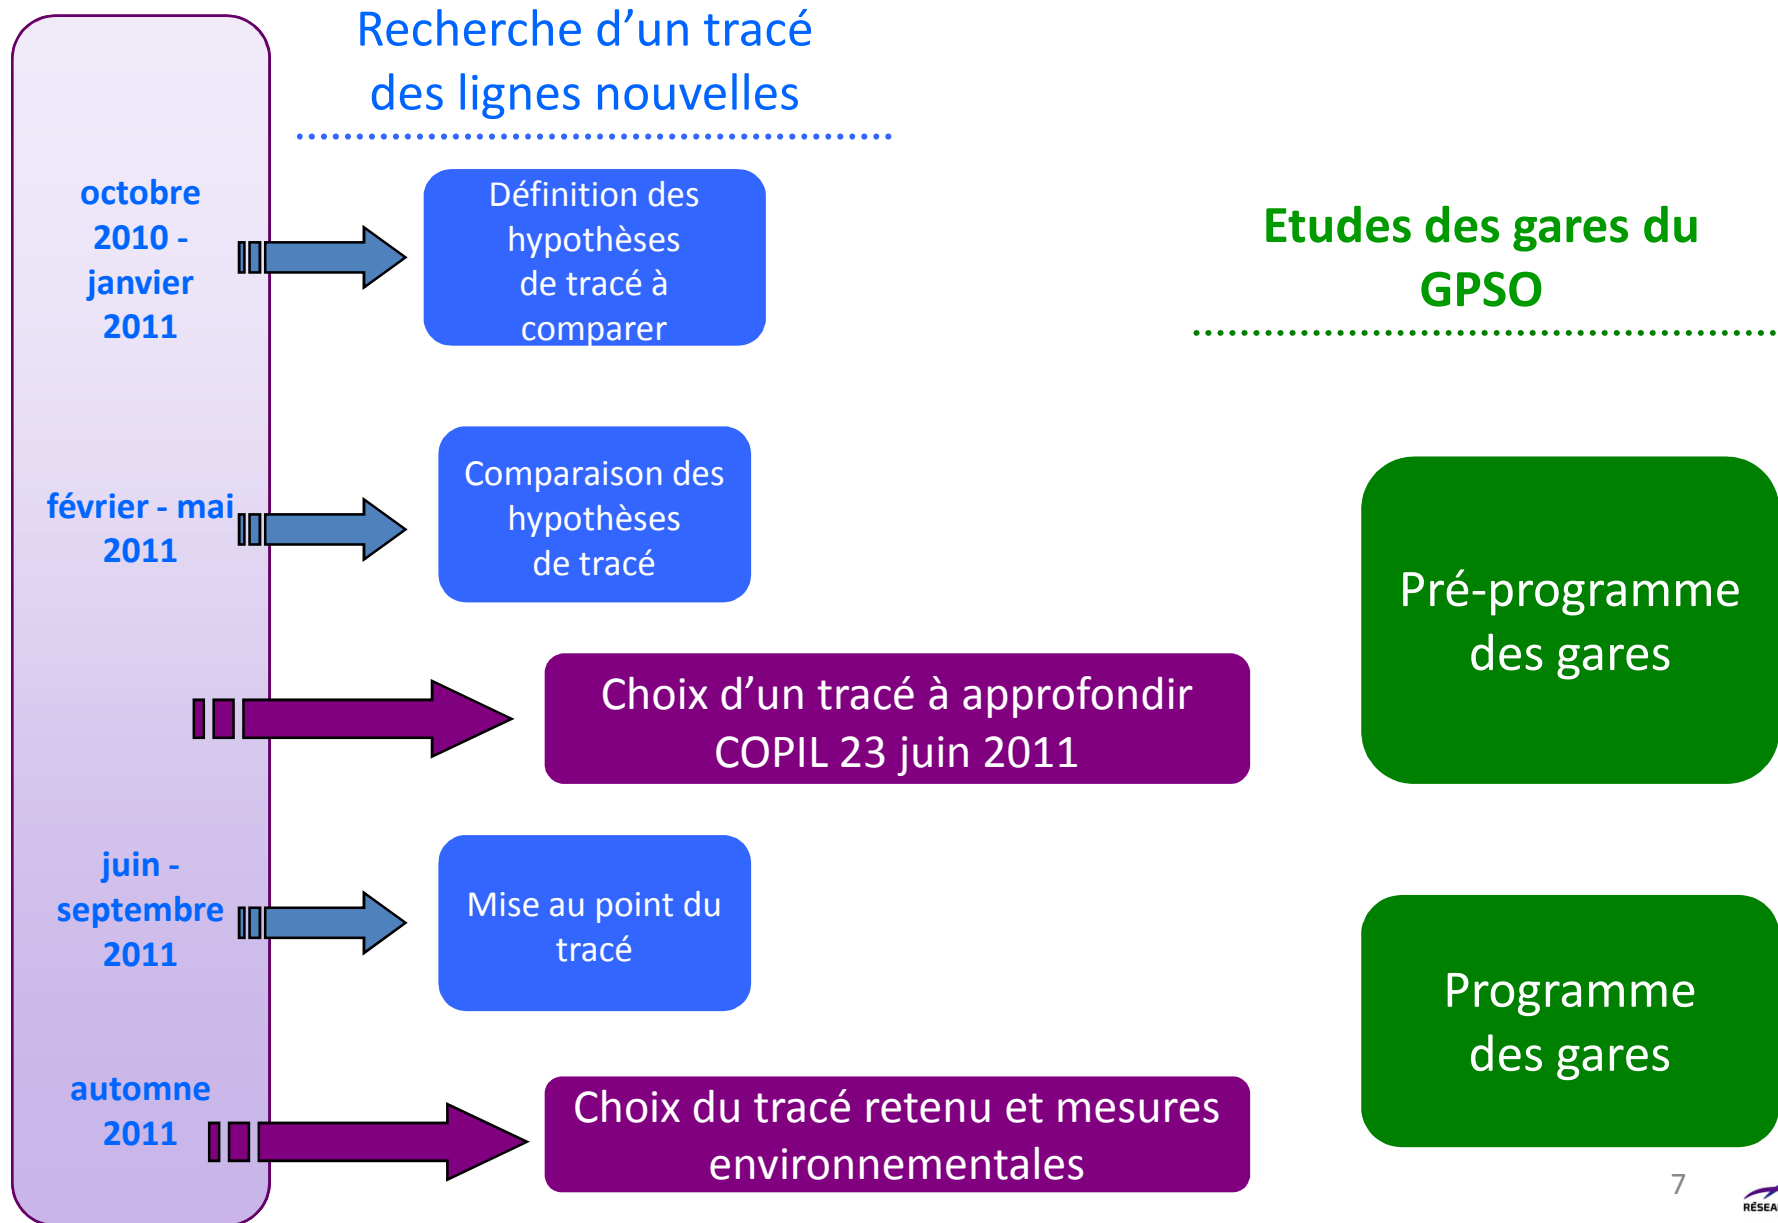 Recherche d’un tracé
des lignes nouvelles
octobre
2010 -
janvier
2011
Définition des
hypothèses
de tracé à
comparer
Etudes des gares du
GPSO
février - mai
2011
Comparaison des
hypothèses
de tracé
Pré-programme
des gares
Choix d’un tracé à approfondir
COPIL 23 juin 2011
juin -
septembre
2011
Mise au point du
tracé
Programme
des gares
automne
2011
Choix du tracé retenu et mesures
environnementales
7